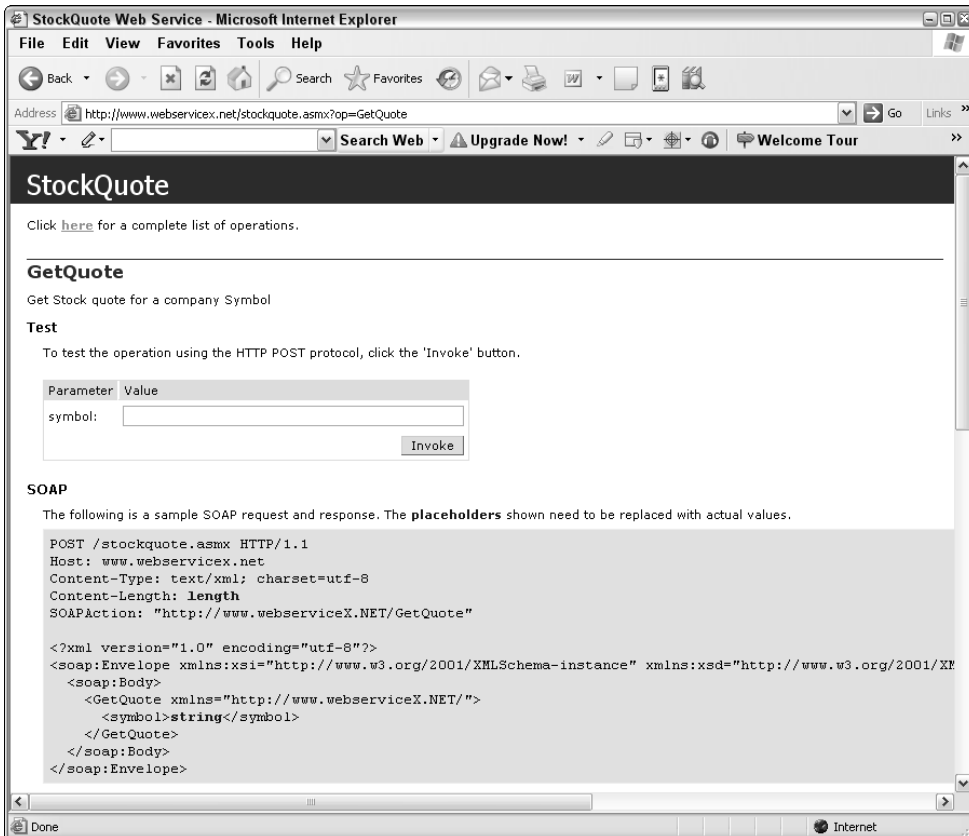 StockQuote Web Service - Microsoft Internet Explorer
File Edit View Favorites Tools Help
Back Search Favorites W
Address http://www.webservicex.net/stockquote.asmx?op=GetQuote Go Links »
Y! Search Web Upgrade Now! Welcome Tour »
StockQuote
Click here for a complete list of operations.
GetQuote
Get Stock quote for a company Symbol
Test
To test the operation using the HTTP POST protocol, click the 'Invoke' button.
Parameter Value
symbol:
Invoke
SOAP
The following is a sample SOAP request and response. The placeholders shown need to be replaced with actual values.
POST /stockquote.asmx HTTP/1.1
Host: www.webservicex.net
Content-Type: text/xml; charset=utf-8
Content-Length: length
SOAPAction: "http://www.webserviceX.NET/GetQuote"
<?xml version="1.0" encoding="utf-8"?>
<soap:Envelope xmlns:xsi="http://www.w3.org/2001/XMLSchema-instance" xmlns:xsd="http://www.w3.org/2001/XM
<soap:Body>
<GetQuote xmlns="http://www.webserviceX.NET/">
<symbol>string</symbol>
</GetQuote>
</soap:Body>
</soap:Envelope>
Done Internet